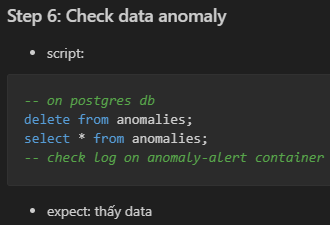 Step 6: Check data anomaly
script:
-- on postgres db
delete from anomalies;
select * from anomalies;
-- check log on anomaly-alert container
expect: thấy data